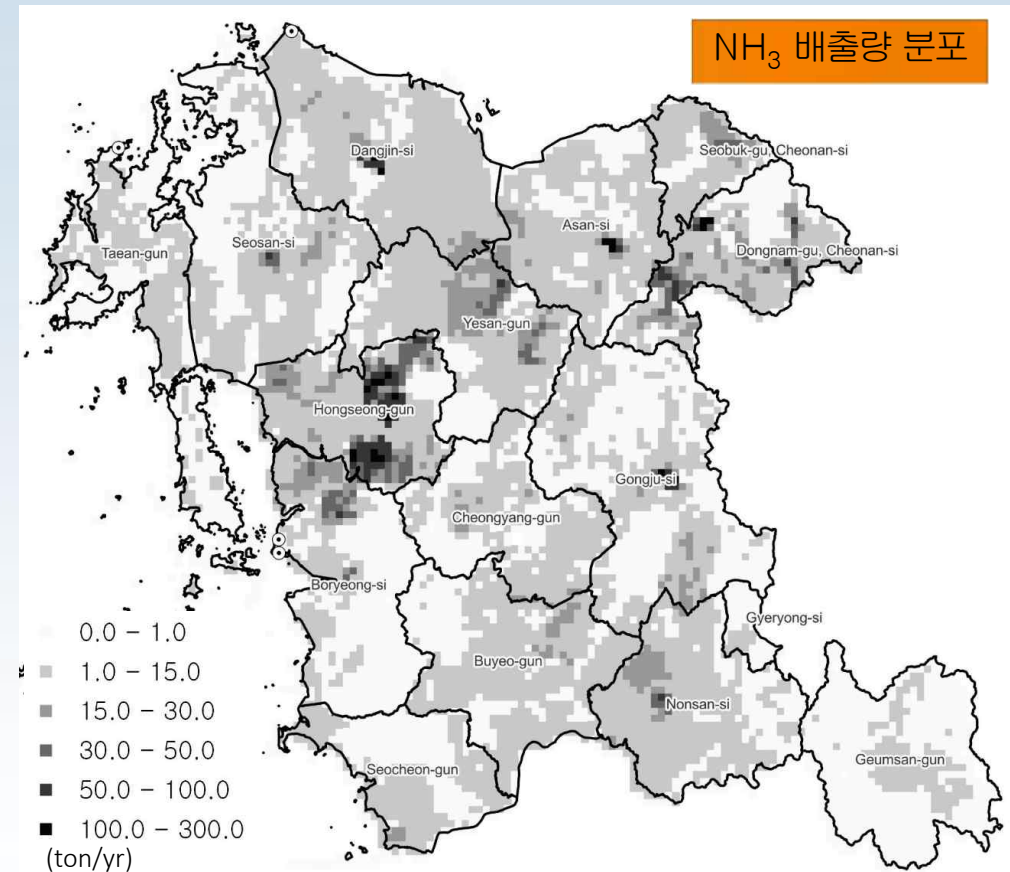 NH₃ 배출량 분포
Dangjin-si
Seobuk-gu, Cheonan-si
Asan-si
Seosan-si
Taean-gun
Dongnam-gu, Cheonan-si
Yesan-gun
Hongseong-gun
Gongju-si
Cheongyang-gun
Boryeong-si
Gyeryong-si
Buyeo-gun
Nonsan-si
Geumsan-gun
Seocheon-gun
0.0 – 1.0
1.0 – 15.0
15.0 – 30.0
30.0 – 50.0
50.0 – 100.0
100.0 – 300.0
(ton/yr)